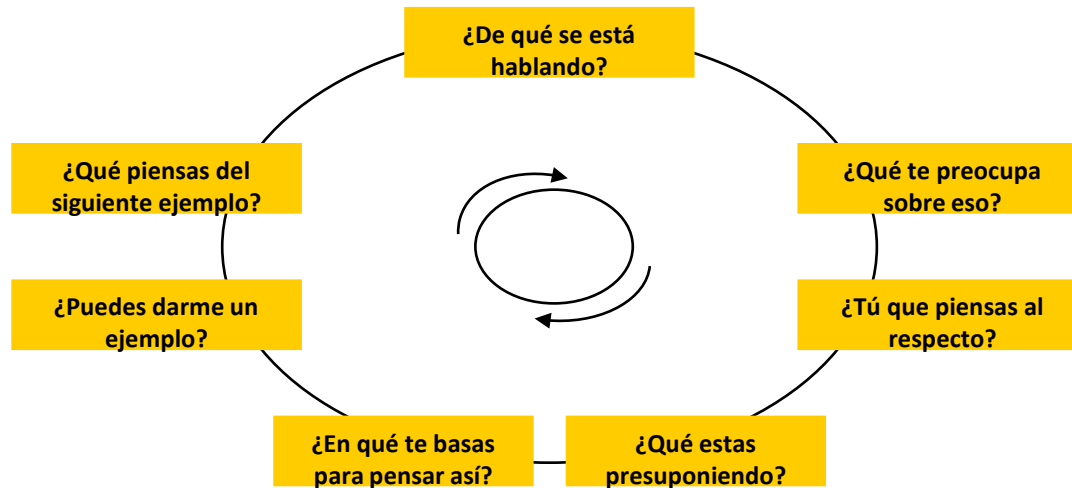 ¿De qué se está
hablando?
¿Qué piensas del
siguiente ejemplo?
¿Qué te preocupa
sobre eso?
¿Puedes darme un
ejemplo?
¿Tú que piensas al
respecto?
¿En qué te basas
para pensar así?
¿Qué estas
presuponiendo?